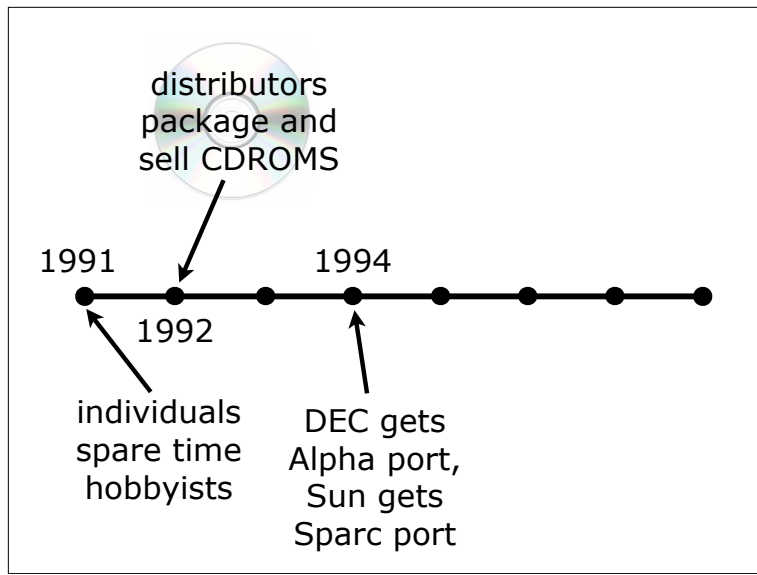 distributors
package and
sell CDROMS
1991
1994
1992
individuals
spare time
hobbyists
DEC gets
Alpha port,
Sun gets
Sparc port